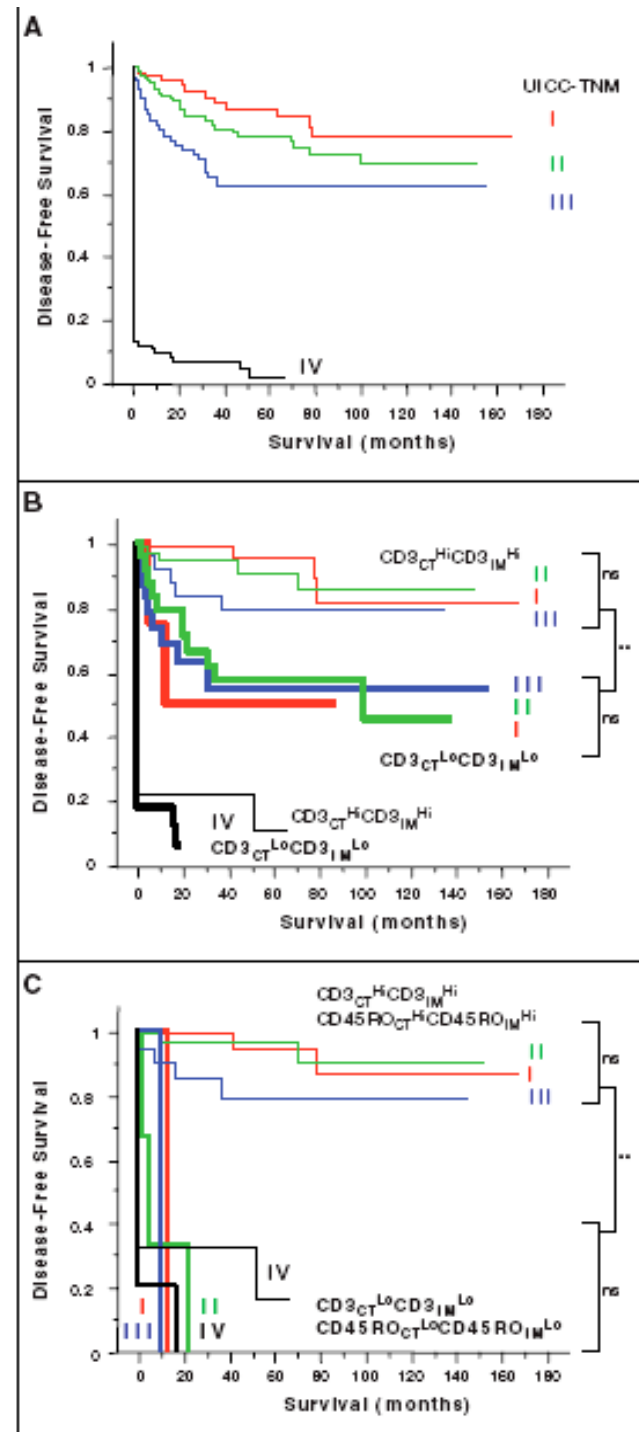 A
1
0.8
0.6
0.4
0.2
0
Disease-Free Survival
UICC-TNM
I
II
III
IV
0 20 40 60 80 100 120 140 160 180
Survival (months)
B
1
0.8
0.6
0.4
0.2
0
Disease-Free Survival
CD3CTHiCD3IMHi
II
I
III
ns
**
III
II
I
ns
CD3CTLoCD3IMLo
IV
CD3CTHiCD3IMHi
CD3CTLoCD3IMLo
0 20 40 60 80 100 120 140 160 180
Survival (months)
C
CD3CTHiCD3IMHi
CD45ROCTHiCD45ROIMHi
1
0.8
0.6
0.4
0.2
0
Disease-Free Survival
II
I
III
ns
**
ns
IV
I II
III IV
CD3CTLoCD3IMLo
CD45ROCTLoCD45ROIMLo
0 20 40 60 80 100 120 140 160 180
Survival (months)